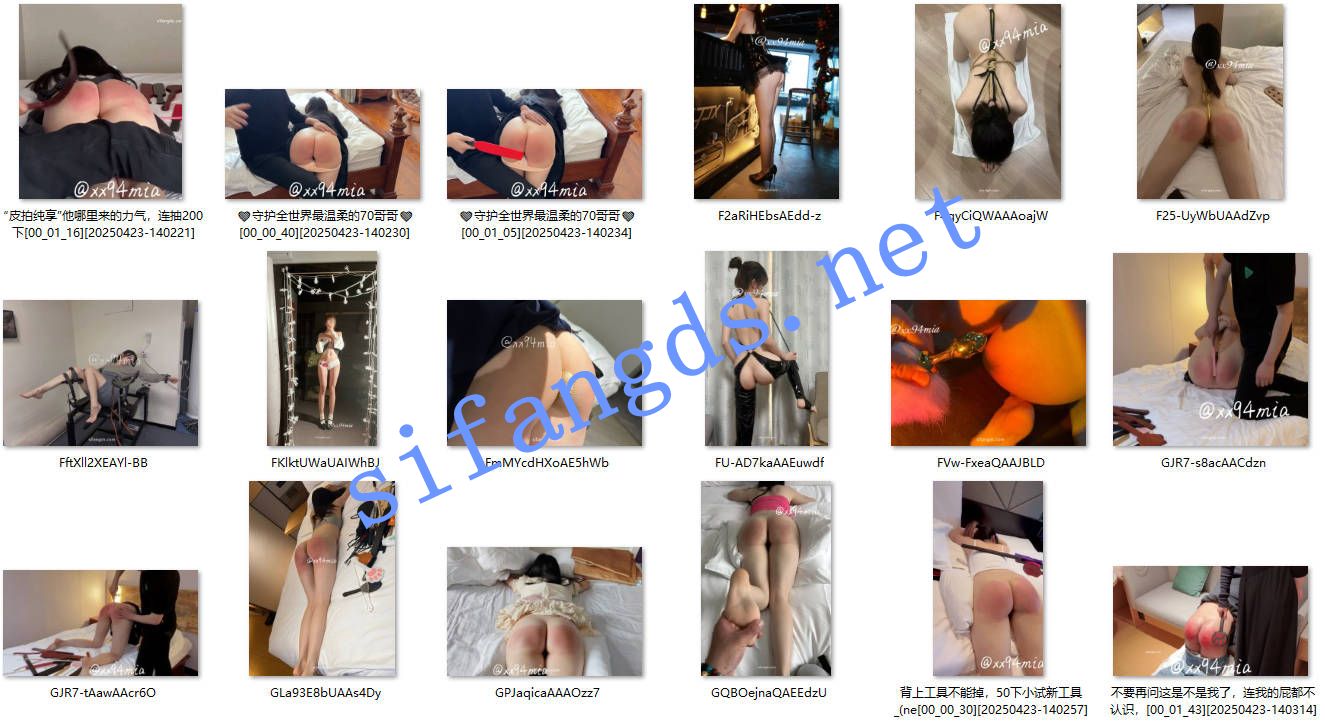 @xx94mia
@xx94mia
@xx94mia
@xx94mia
@xx94mia
@xx94mia
"皮拍纯享"他哪里来的力气，连抽200
下[00_01_16][20250423-140221]
🖤守护全世界最温柔的70哥哥🖤
[00_00_40][20250423-140230]
🖤守护全世界最温柔的70哥哥🖤
[00_01_05][20250423-140234]
F2aRiHEbsAEdd-z
F25-UyWbUAAdZvp
sifangds.net
@xx94mia
@xx94mia
@xx94mia
@xx94mia
@xx94mia
FftXll2XEAYl-BB
FKlktUWaUAIWhBJ
FmMYcdHXoAE5hWb
FU-AD7kaAAEuwdf
FVw-FxeaQAAJBLD
GJR7-s8acAACdzn
@xx94mia
@xx94mia
@xx94mia
@xx94mia
@xx94mia
@xx94mia
GJR7-tAawAAcr6O
GLa93E8bUAAs4Dy
GPJaqicaAAAOzz7
GQBOejnaQAEEdzU
背上工具不能掉，50下小试新工具
_(ne[00_00_30][20250423-140257]
不要再问这是不是我了，连我的屁都不
认识，[00_01_43][20250423-140314]